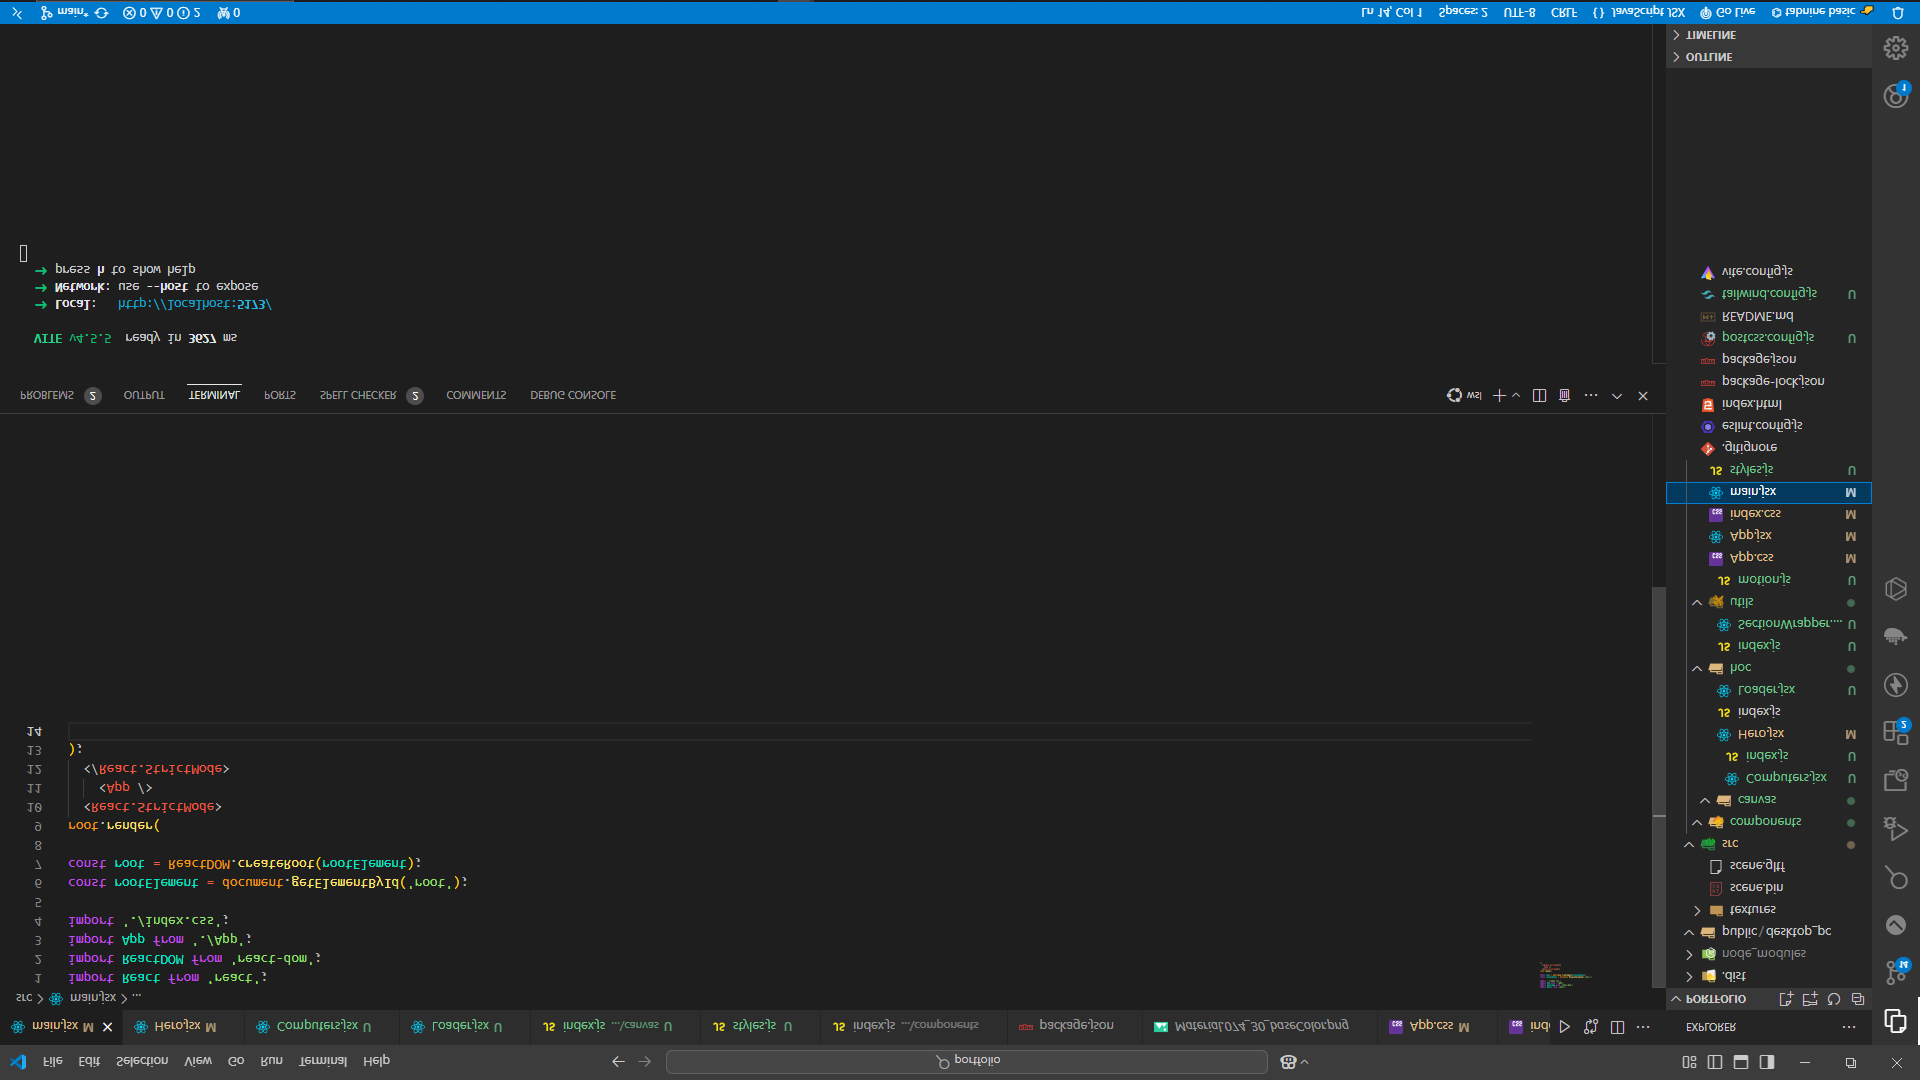 File Edit Selection View Go Run Terminal Help
portfolio
main.jsx M
Hero.jsx M
Computers.jsx U
Loader.jsx U
index.js ...\canvas U
styles.js U
index.js ...\components
package.json
Material.074_30_baseColor.png
App.css M
ind
src > main.jsx > ...
1 import React from 'react';
2 import ReactDOM from 'react-dom';
3 import App from './App';
4 import './index.css';
5
6 const rootElement = document.getElementById('root');
7 const root = ReactDOM.createRoot(rootElement);
8
9 root.render(
10 <React.StrictMode>
11 <App />
12 </React.StrictMode>
13 );
14
PROBLEMS 2 OUTPUT TERMINAL PORTS SPELL CHECKER 2 COMMENTS DEBUG CONSOLE
wsl
VITE v4.5.5 ready in 3627 ms
➜ Local: http://localhost:5173/
➜ Network: use --host to expose
➜ press h to show help
EXPLORER
PORTFOLIO
.dist
node_modules
public\desktop_pc
textures
scene.bin
scene.gltf
src
components
canvas
Computers.jsx U
index.js U
Hero.jsx M
index.js
Loader.jsx U
hoc
index.js U
SectionWrapper.... U
utils
motion.js U
App.css M
App.jsx M
index.css M
main.jsx M
styles.js U
.gitignore
eslint.config.js
index.html
package-lock.json
package.json
postcss.config.js U
README.md
tailwind.config.js U
vite.config.js
OUTLINE
TIMELINE
14
2
1
main* 0 0 2 0
Ln 14, Col 1 Spaces: 2 UTF-8 CRLF {} JavaScript JSX Go Live tabnine basic